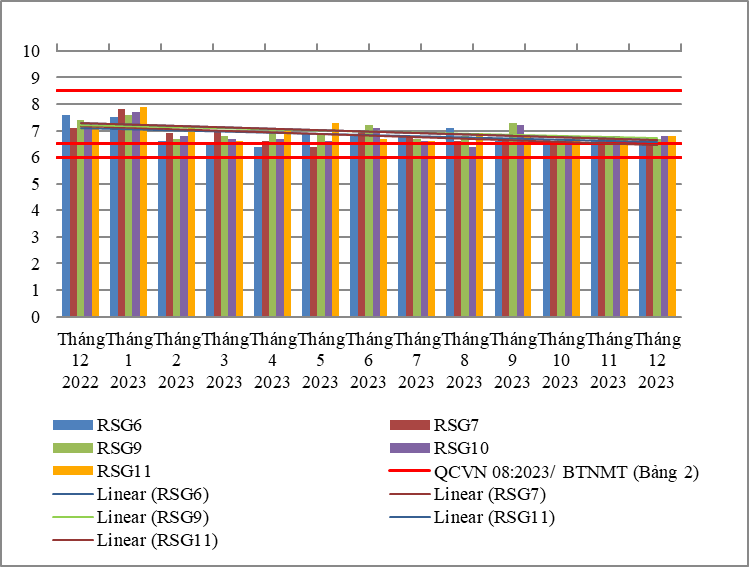 10
9
8
7
6
5
4
3
2
1
0
Tháng Tháng Tháng Tháng Tháng Tháng Tháng Tháng Tháng Tháng Tháng Tháng Tháng
12 1 2 3 4 5 6 7 8 9 10 11 12
2022 2023 2023 2023 2023 2023 2023 2023 2023 2023 2023 2023 2023
RSG6 RSG7
RSG9 RSG10
RSG11 QCVN 08:2023/ BTNMT (Bảng 2)
Linear (RSG6) Linear (RSG7)
Linear (RSG9) Linear (RSG11)
Linear (RSG11)